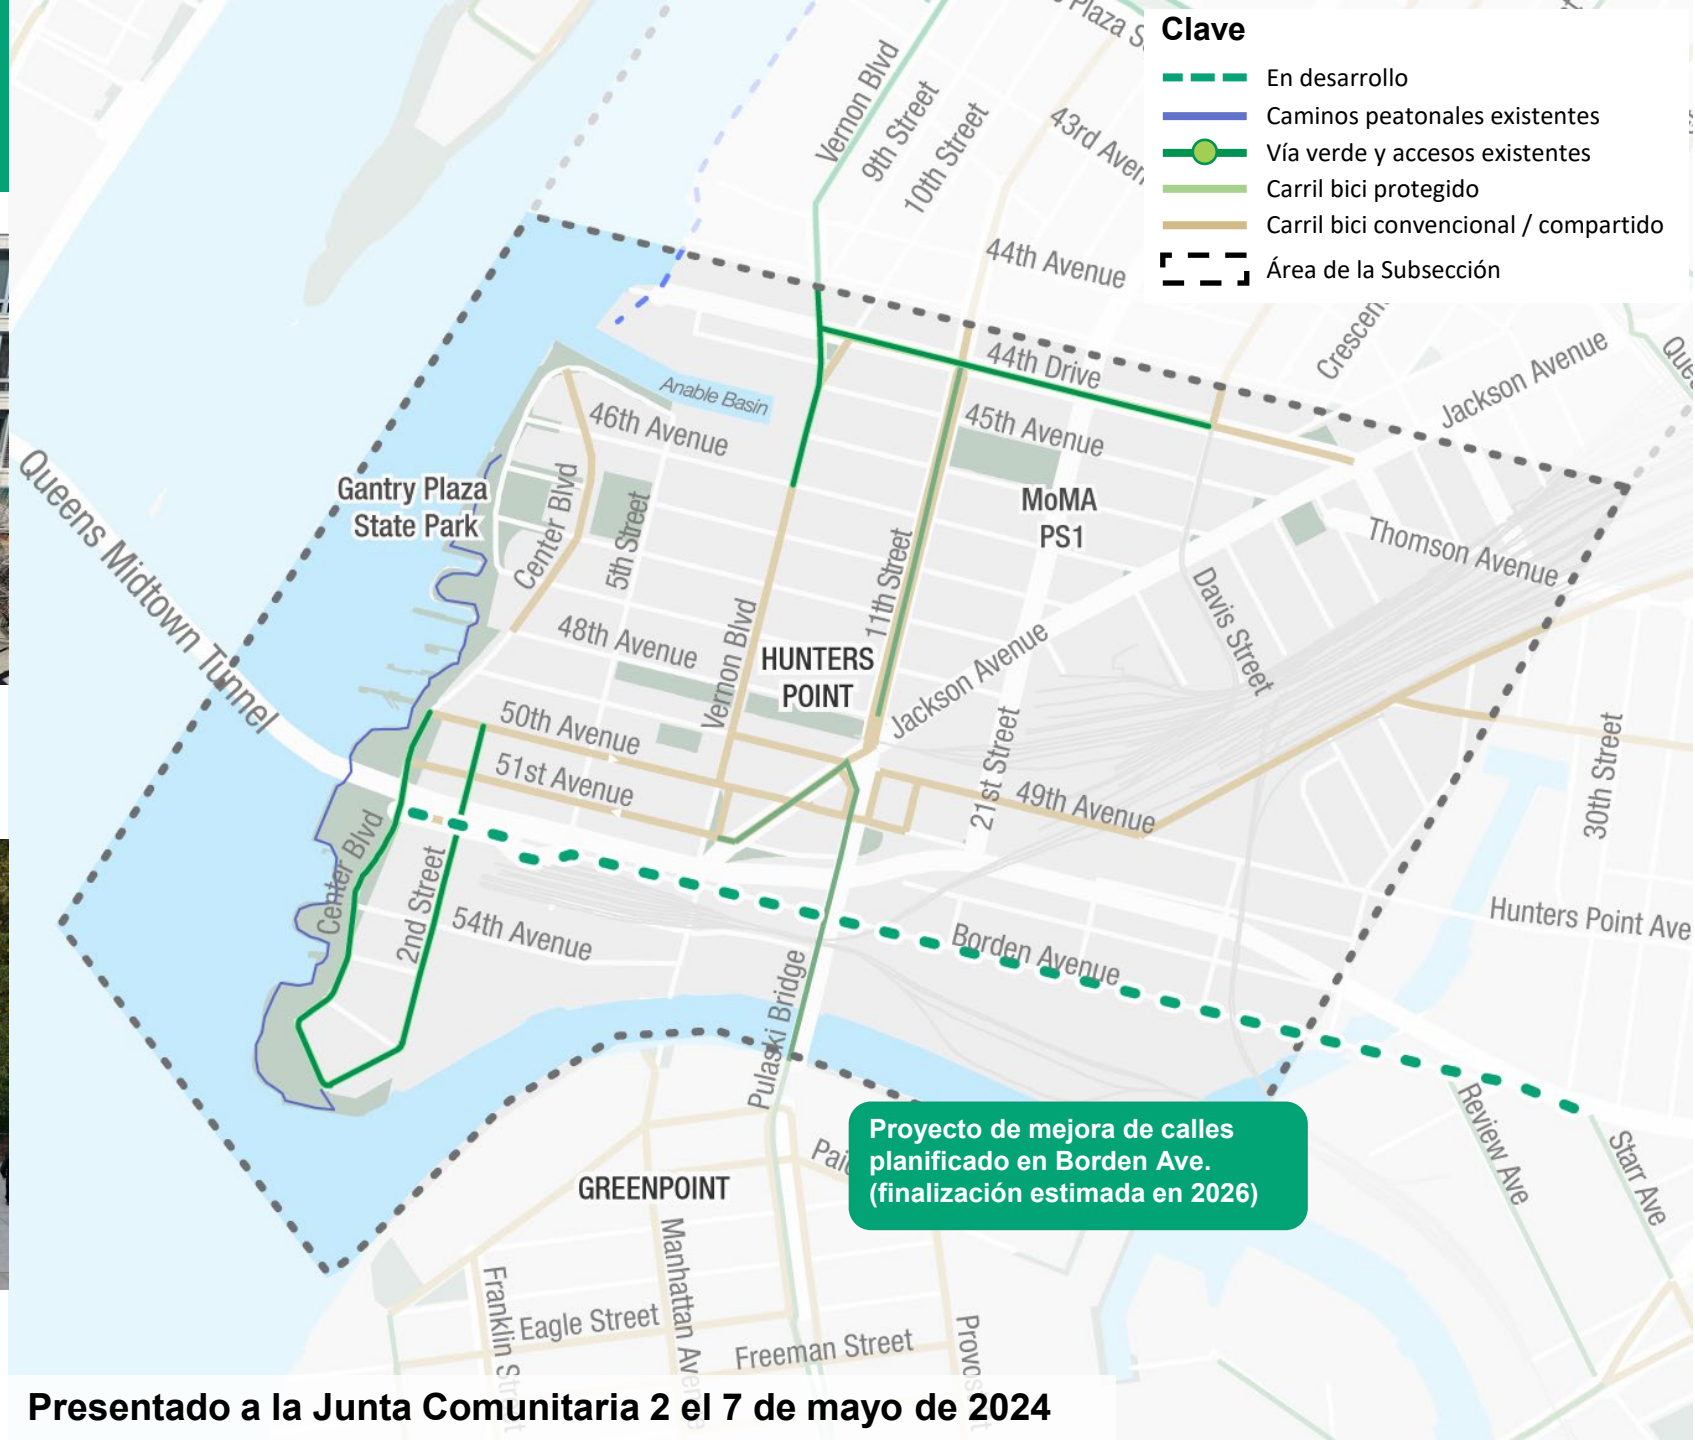 Clave
En desarrollo
Caminos peatonales existentes
Vía verde y accesos existentes
Carril bici protegido
Carril bici convencional / compartido
Área de la Subsección
Plaza
Vernon Blvd
9th Street
10th Street
43rd
44th Avenue
44th Drive
45th Avenue
Jackson Avenue
Anable Basin
46th Avenue
Gantry Plaza
State Park
Center Blvd
5th Street
MoMA
PS1
Thomson Avenue
Queens Midtown Tunnel
11th Street
Davis Street
48th Avenue
Vernon Blvd
HUNTERS
POINT
Jackson Avenue
50th Avenue
51st Avenue
21st Street
49th Avenue
30th Street
Center Blvd
2nd Street
54th Avenue
Borden Avenue
Hunters Point Ave
Pulaski Bridge
Review Ave
Starr Ave
Proyecto de mejora de calles
planificado en Borden Ave.
(finalización estimada en 2026)
GREENPOINT
Manhattan
Franklin
Eagle Street
Freeman Street
Presentado a la Junta Comunitaria 2 el 7 de mayo de 2024